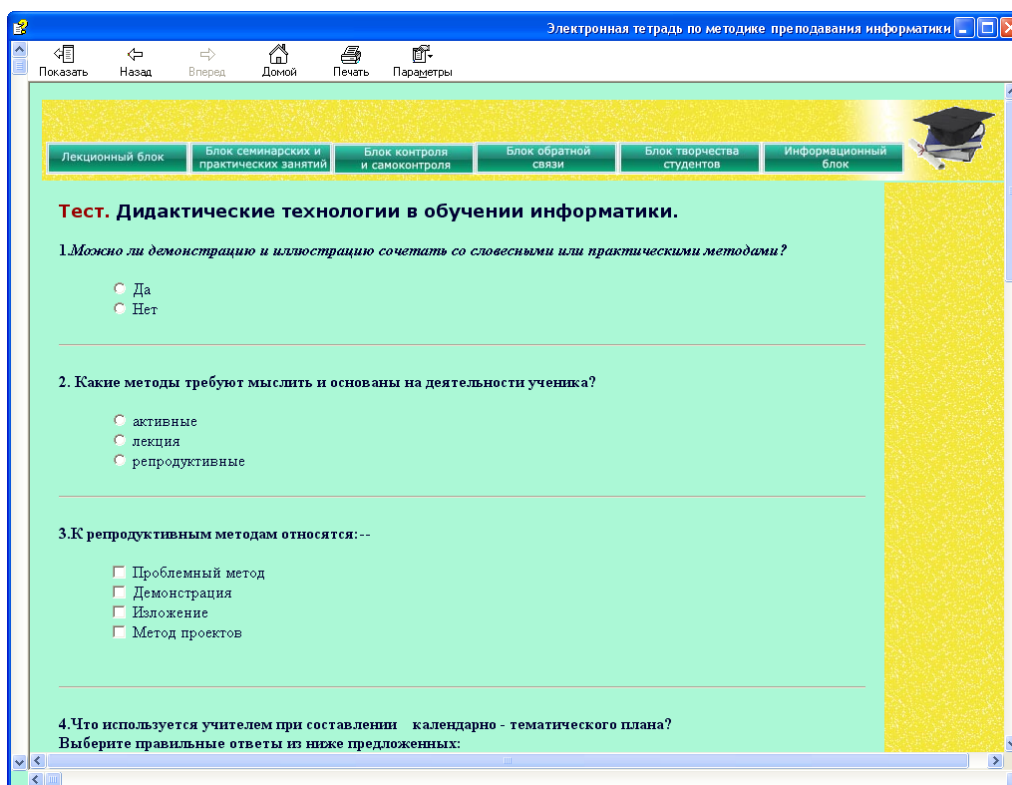 Электронная тетрадь по методике преподавания информатики
Показать Назад Вперед Домой Печать Параметры
Лекционный блок
Блок семинарских и
практических занятий
Блок контроля
и самоконтроля
Блок обратной
связи
Блок творчества
студентов
Информационный
блок
Тест. Дидактические технологии в обучении информатики.
1.Можно ли демонстрацию и иллюстрацию сочетать со словесными или практическими методами?
Да
Нет
2. Какие методы требуют мыслить и основаны на деятельности ученика?
активные
лекция
репродуктивные
3.К репродуктивным методам относятся:--
Проблемный метод
Демонстрация
Изложение
Метод проектов
4.Что используется учителем при составлении календарно - тематического плана?
Выберите правильные ответы из ниже предложенных: